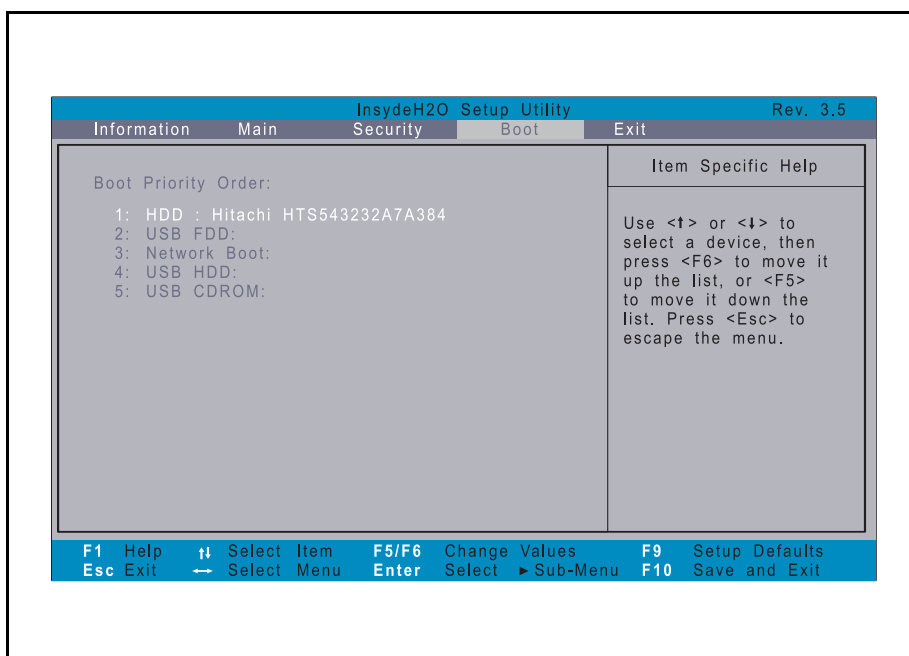 InsydeH2O Setup Utility Rev. 3.5
Information Main Security Boot Exit
Boot Priority Order:
1: HDD : Hitachi HTS543232A7A384
2: USB FDD:
3: Network Boot:
4: USB HDD:
5: USB CDROM:
Item Specific Help
Use <↑> or <↓> to
select a device, then
press <F6> to move it
up the list, or <F5>
to move it down the
list. Press <Esc> to
escape the menu.
F1 Help ↑↓ Select Item F5/F6 Change Values F9 Setup Defaults
Esc Exit ↔ Select Menu Enter Select ►Sub-Menu F10 Save and Exit